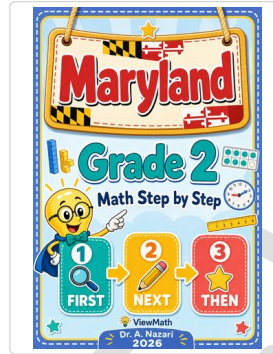 Maryland
Grade 2
Math Step by Step
1
FIRST
2
NEXT
3
THEN
ViewMath
Dr. A. Nazari
2026